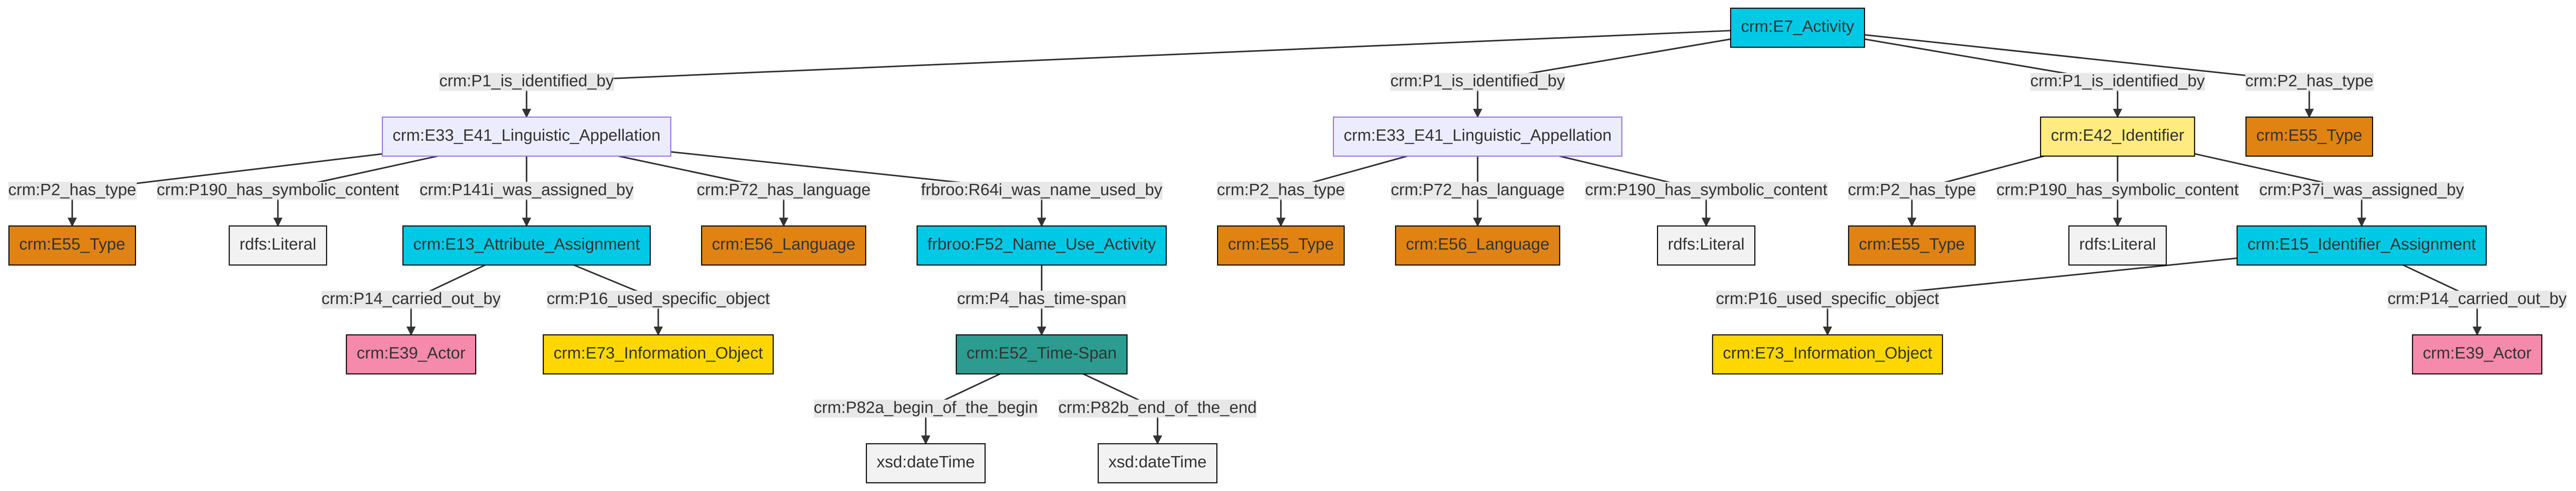 crm:E7_Activity
crm:P1_is_identified_by
crm:P1_is_identified_by
crm:P1_is_identified_by
crm:P2_has_type
crm:E33_E41_Linguistic_Appellation
crm:E33_E41_Linguistic_Appellation
crm:E42_Identifier
crm:E55_Type
crm:P2_has_type
crm:P190_has_symbolic_content
crm:P141i_was_assigned_by
crm:P72_has_language
frbroo:R64i_was_name_used_by
crm:P2_has_type
crm:P72_has_language
crm:P190_has_symbolic_content
crm:P2_has_type
crm:P190_has_symbolic_content
crm:P37i_was_assigned_by
crm:E55_Type
rdfs:Literal
crm:E13_Attribute_Assignment
crm:E56_Language
frbroo:F52_Name_Use_Activity
crm:E55_Type
crm:E56_Language
rdfs:Literal
crm:E55_Type
rdfs:Literal
crm:E15_Identifier_Assignment
crm:P14_carried_out_by
crm:P16_used_specific_object
crm:P4_has_time-span
crm:P16_used_specific_object
crm:P14_carried_out_by
crm:E39_Actor
crm:E73_Information_Object
crm:E52_Time-Span
crm:E73_Information_Object
crm:E39_Actor
crm:P82a_begin_of_the_begin
crm:P82b_end_of_the_end
xsd:dateTime
xsd:dateTime